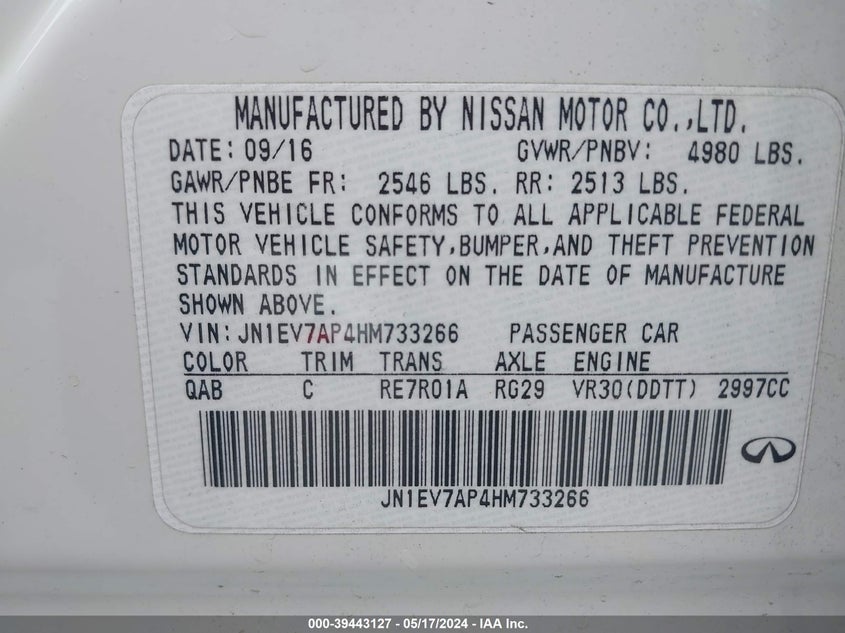 MANUFACTURED BY NISSAN MOTOR CO.,LTD.
DATE: 09/16 GVWR/PNBV: 4980 LBS.
GAWR/PNBE FR: 2546 LBS. RR: 2513 LBS.
THIS VEHICLE CONFORMS TO ALL APPLICABLE FEDERAL
MOTOR VEHICLE SAFETY,BUMPER,AND THEFT PREVENTION
STANDARDS IN EFFECT ON THE DATE OF MANUFACTURE
SHOWN ABOVE.
VIN:JN1EV7AP4HM733266 PASSENGER CAR
COLOR TRIM TRANS AXLE ENGINE
QAB C RE7R01A RG29 VR30(DDTT) 2997CC
JN1EV7AP4HM733266
000-39443127 - 05/17/2024 - IAA Inc.